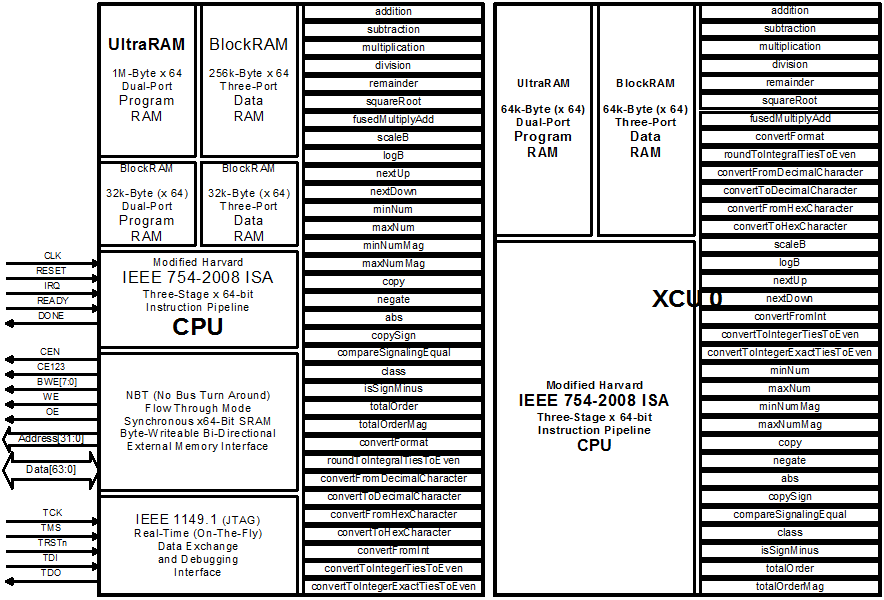 UltraRAM
1M-Byte x 64
Dual-Port
Program
RAM
BlockRAM
256k-Byte x 64
Three-Port
Data
RAM
BlockRAM
32k-Byte (x 64)
Dual-Port
Program
RAM
BlockRAM
32k-Byte (x 64)
Three-Port
Data
RAM
Modified Harvard
IEEE 754-2008 ISA
Three-Stage x 64-bit
Instruction Pipeline
CPU
NBT (No Bus Turn Around)
Flow Through Mode
Synchronous x64-Bit SRAM
Byte-Writeable Bi-Directional
External Memory Interface
IEEE 1149.1 (JTAG)
Real-Time (On-The-Fly)
Data Exchange
and Debugging
Interface
CLK
RESET
IRQ
READY
DONE
CEN
CE123
BWE[7:0]
WE
OE
Address[31:0]
Data[63:0]
TCK
TMS
TRSTn
TDI
TDO
addition
subtraction
multiplication
division
remainder
squareRoot
fusedMultiplyAdd
scaleB
logB
nextUp
nextDown
minNum
maxNum
minNumMag
maxNumMag
copy
negate
abs
copySign
compareSignalingEqual
class
isSignMinus
totalOrder
totalOrderMag
convertFormat
roundToIntegralTiesToEven
convertFromDecimalCharacter
convertToDecimalCharacter
convertFromHexCharacter
convertToHexCharacter
convertFromInt
convertToIntegerTiesToEven
convertToIntegerExactTiesToEven
UltraRAM
64k-Byte (x 64)
Dual-Port
Program
RAM
BlockRAM
64k-Byte (x 64)
Three-Port
Data
RAM
XCU 0
Modified Harvard
IEEE 754-2008 ISA
Three-Stage x 64-bit
Instruction Pipeline
CPU
addition
subtraction
multiplication
division
remainder
squareRoot
fusedMultiplyAdd
convertFormat
roundToIntegralTiesToEven
convertFromDecimalCharacter
convertToDecimalCharacter
convertFromHexCharacter
convertToHexCharacter
scaleB
logB
nextUp
nextDown
convertFromInt
convertToIntegerTiesToEven
convertToIntegerExactTiesToEven
minNum
maxNum
minNumMag
maxNumMag
copy
negate
abs
copySign
compareSignalingEqual
class
isSignMinus
totalOrder
totalOrderMag